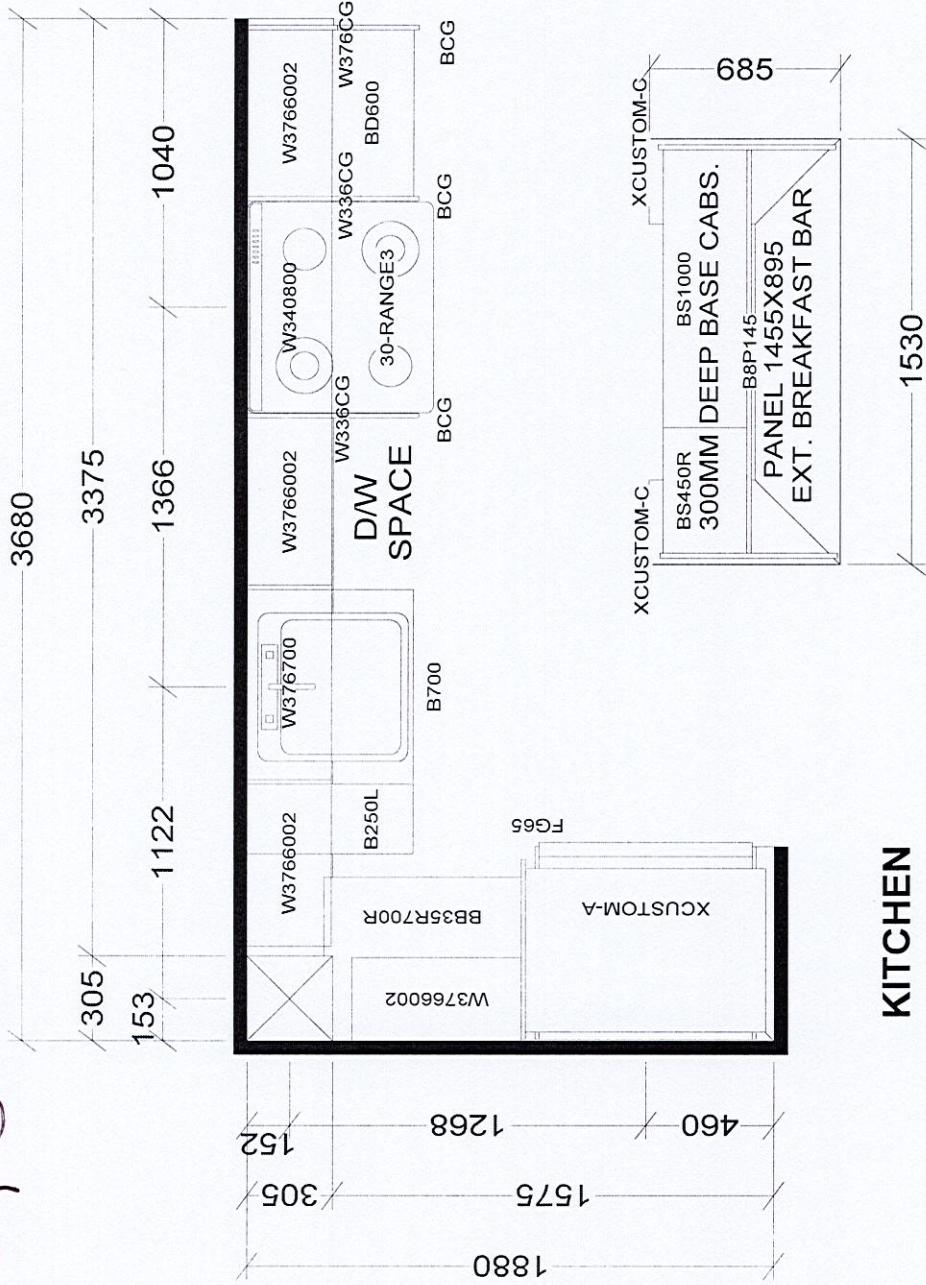 3680
3375
305
1040
1366
1122
153
W3766002
W376CG
BD600
BCG
W340800
W336CG
30-RANGE3
BCG
W3766002
W336CG
BCG
D/W
SPACE
W376700
B700
W3766002
B250L
BB35R700R
W3766002
FG65
XCUSTOM-A
152
1268
460
305
1575
1880
XCUSTOM-C
XCUSTOM-C
685
BS450R
BS1000
300MM DEEP BASE CABS.
B8P145
PANEL 1455X895
EXT. BREAKFAST BAR
1530
KITCHEN